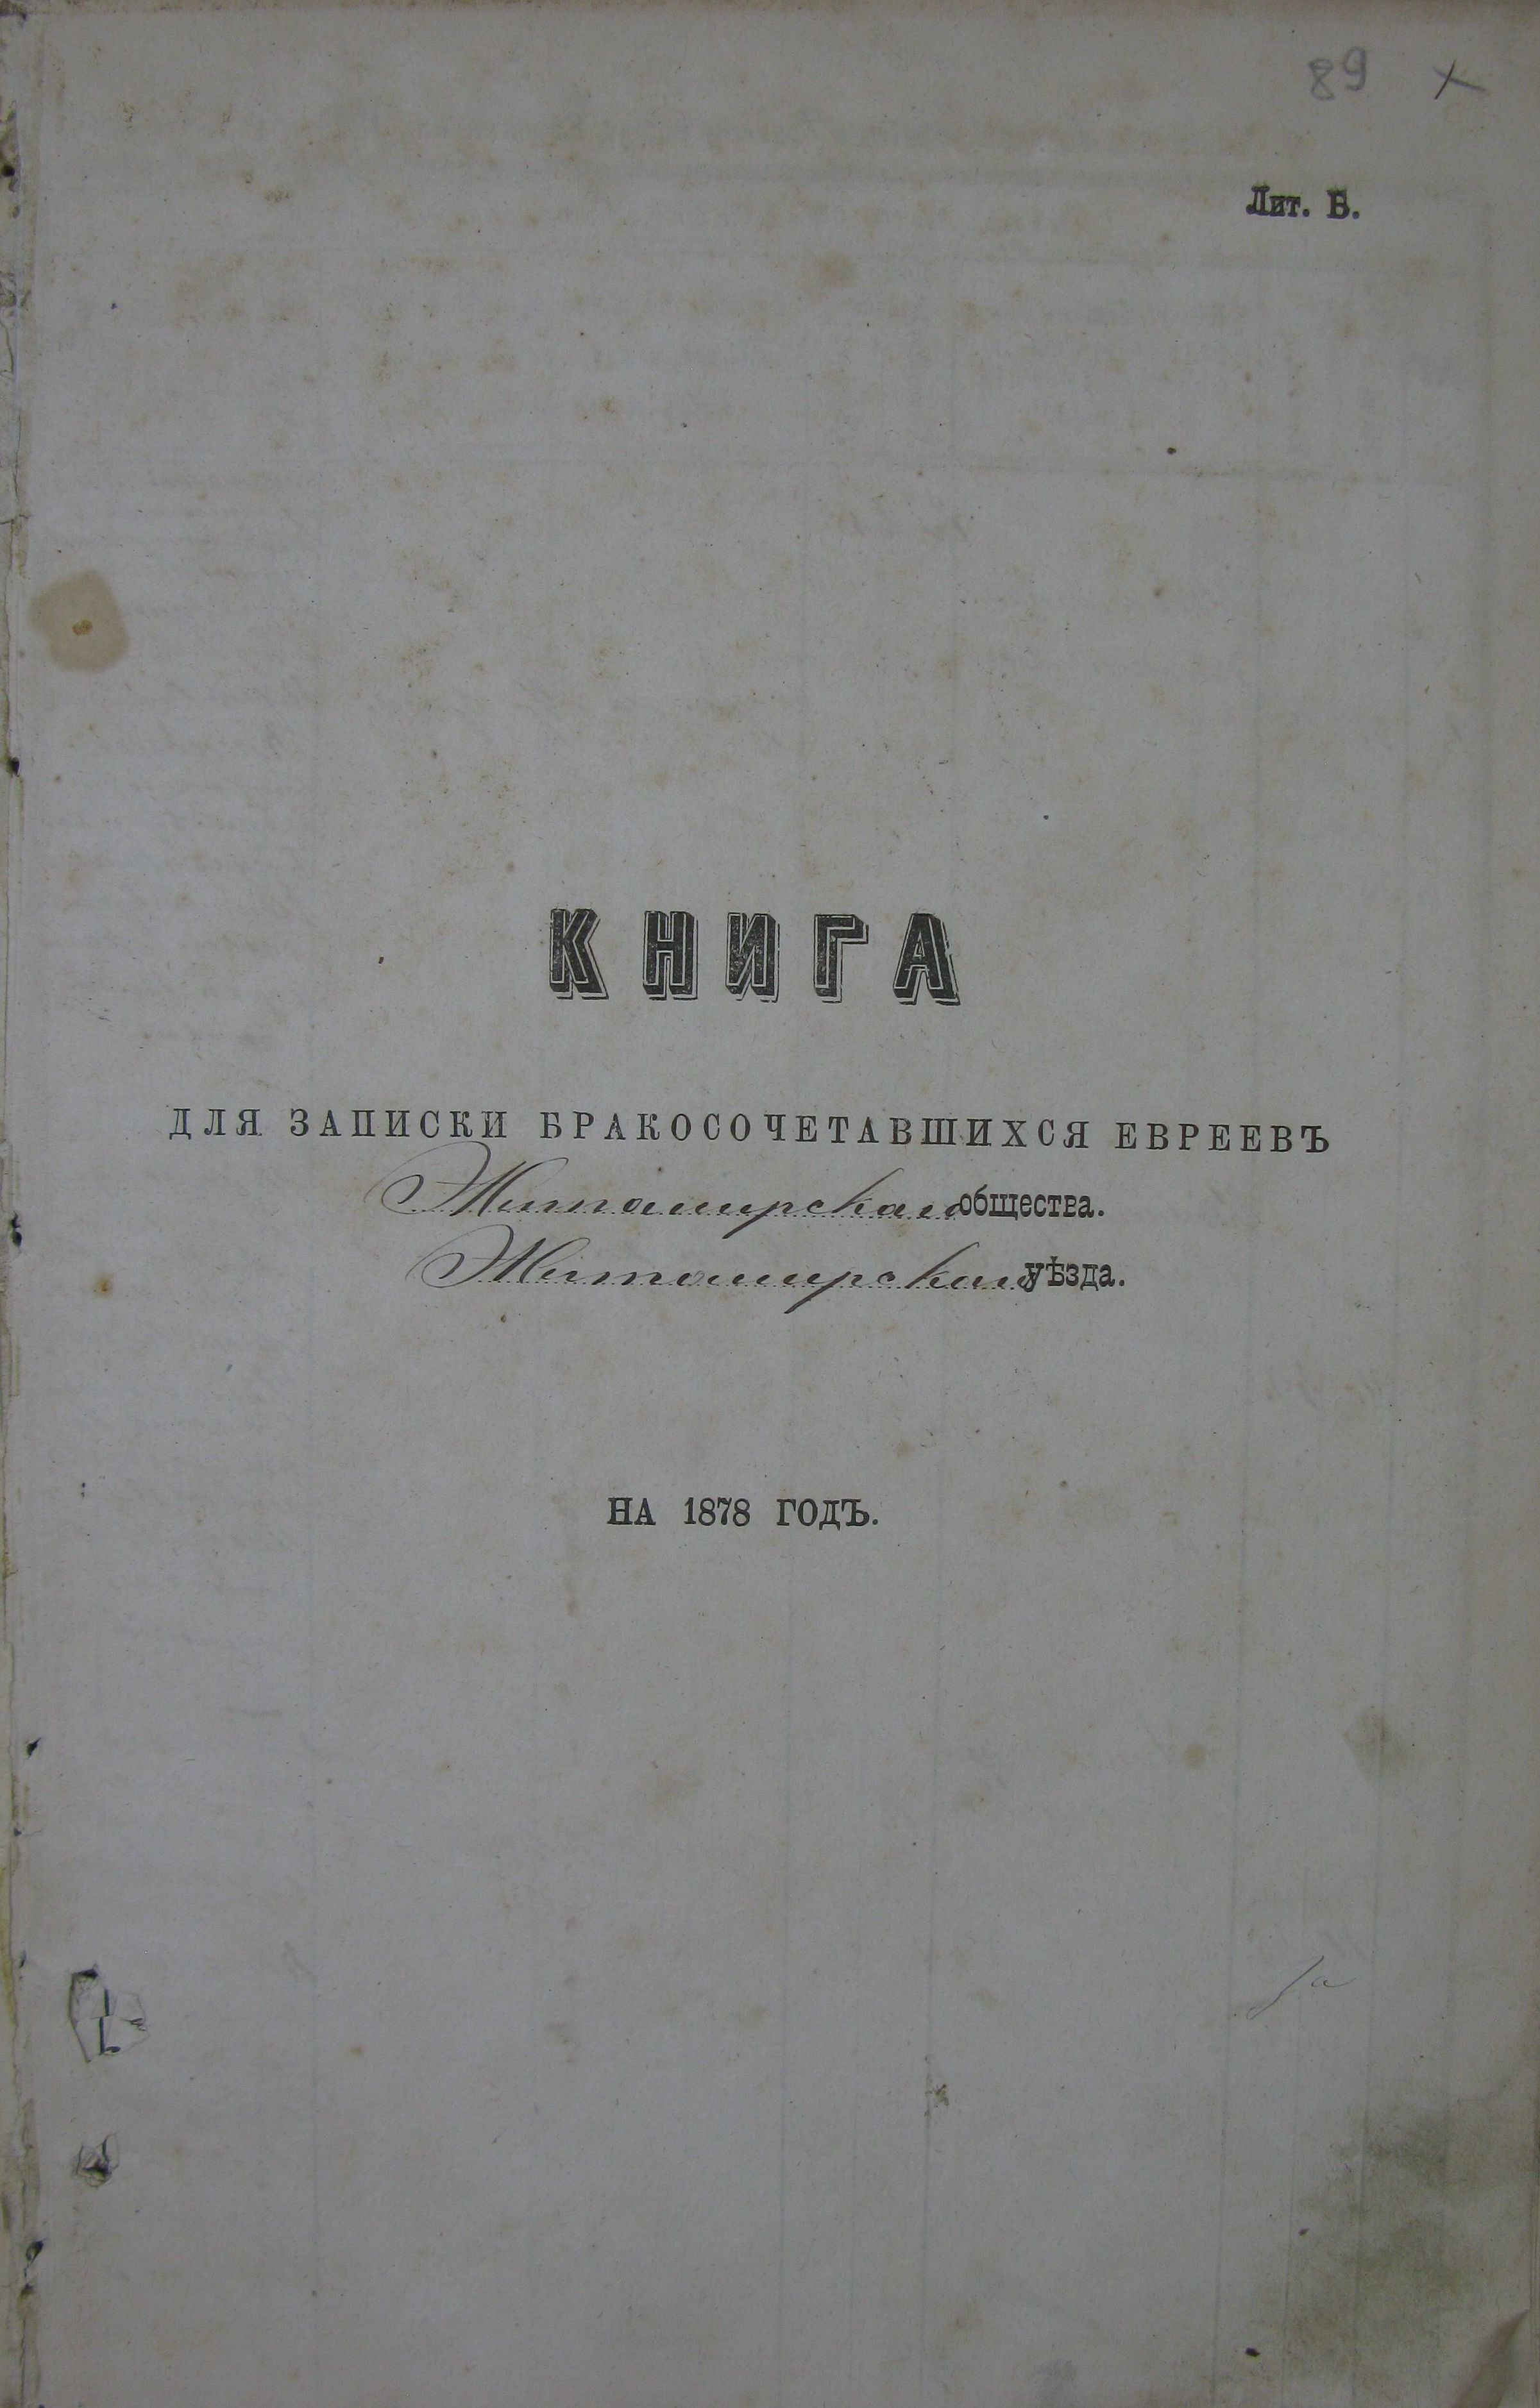 89 х
Лит. Б.
КНИГА
ДЛЯ ЗАПИСКИ БРАКОСОЧЕТАВШИХСЯ ЕВРЕЕВЪ
Житомирскаго общества.
Житомирскаго уѣзда.
НА 1878 ГОДЪ.